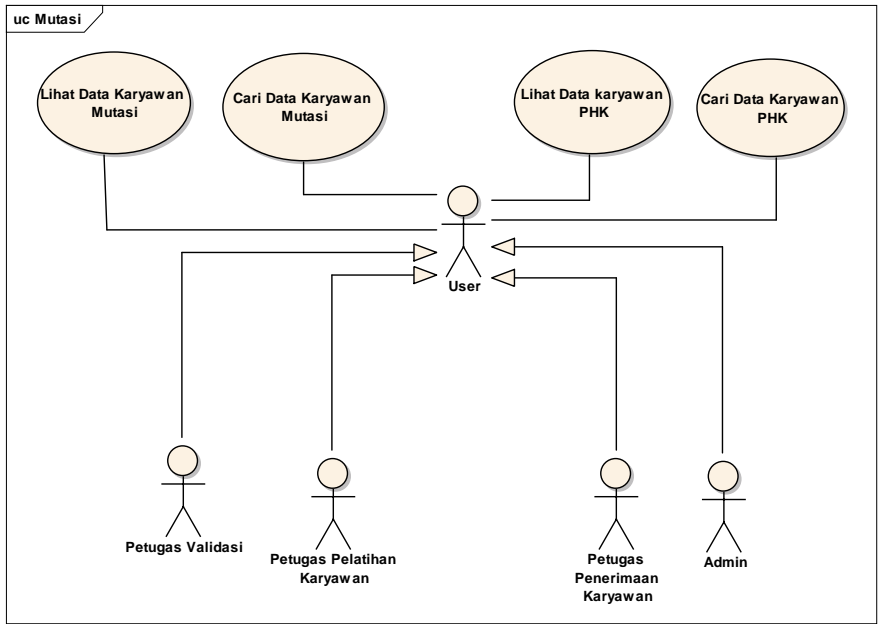 uc Mutasi
Lihat Data Karyawan
Mutasi
Cari Data Karyawan
Mutasi
Lihat Data karyawan
PHK
Cari Data Karyawan
PHK
User
Petugas Validasi
Petugas Pelatihan
Karyawan
Petugas
Penerimaan
Karyawan
Admin